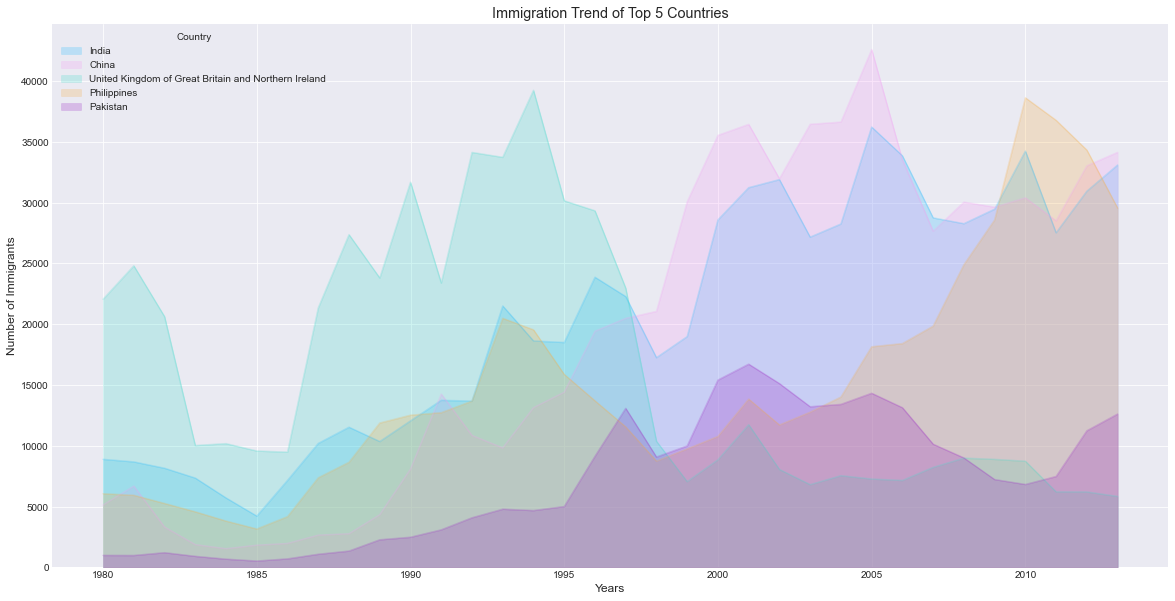 Immigration Trend of Top 5 Countries
Country
India
China
United Kingdom of Great Britain and Northern Ireland
Philippines
Pakistan
Number of Immigrants
40000
35000
30000
25000
20000
15000
10000
5000
0
1980 1985 1990 1995 2000 2005 2010
Years